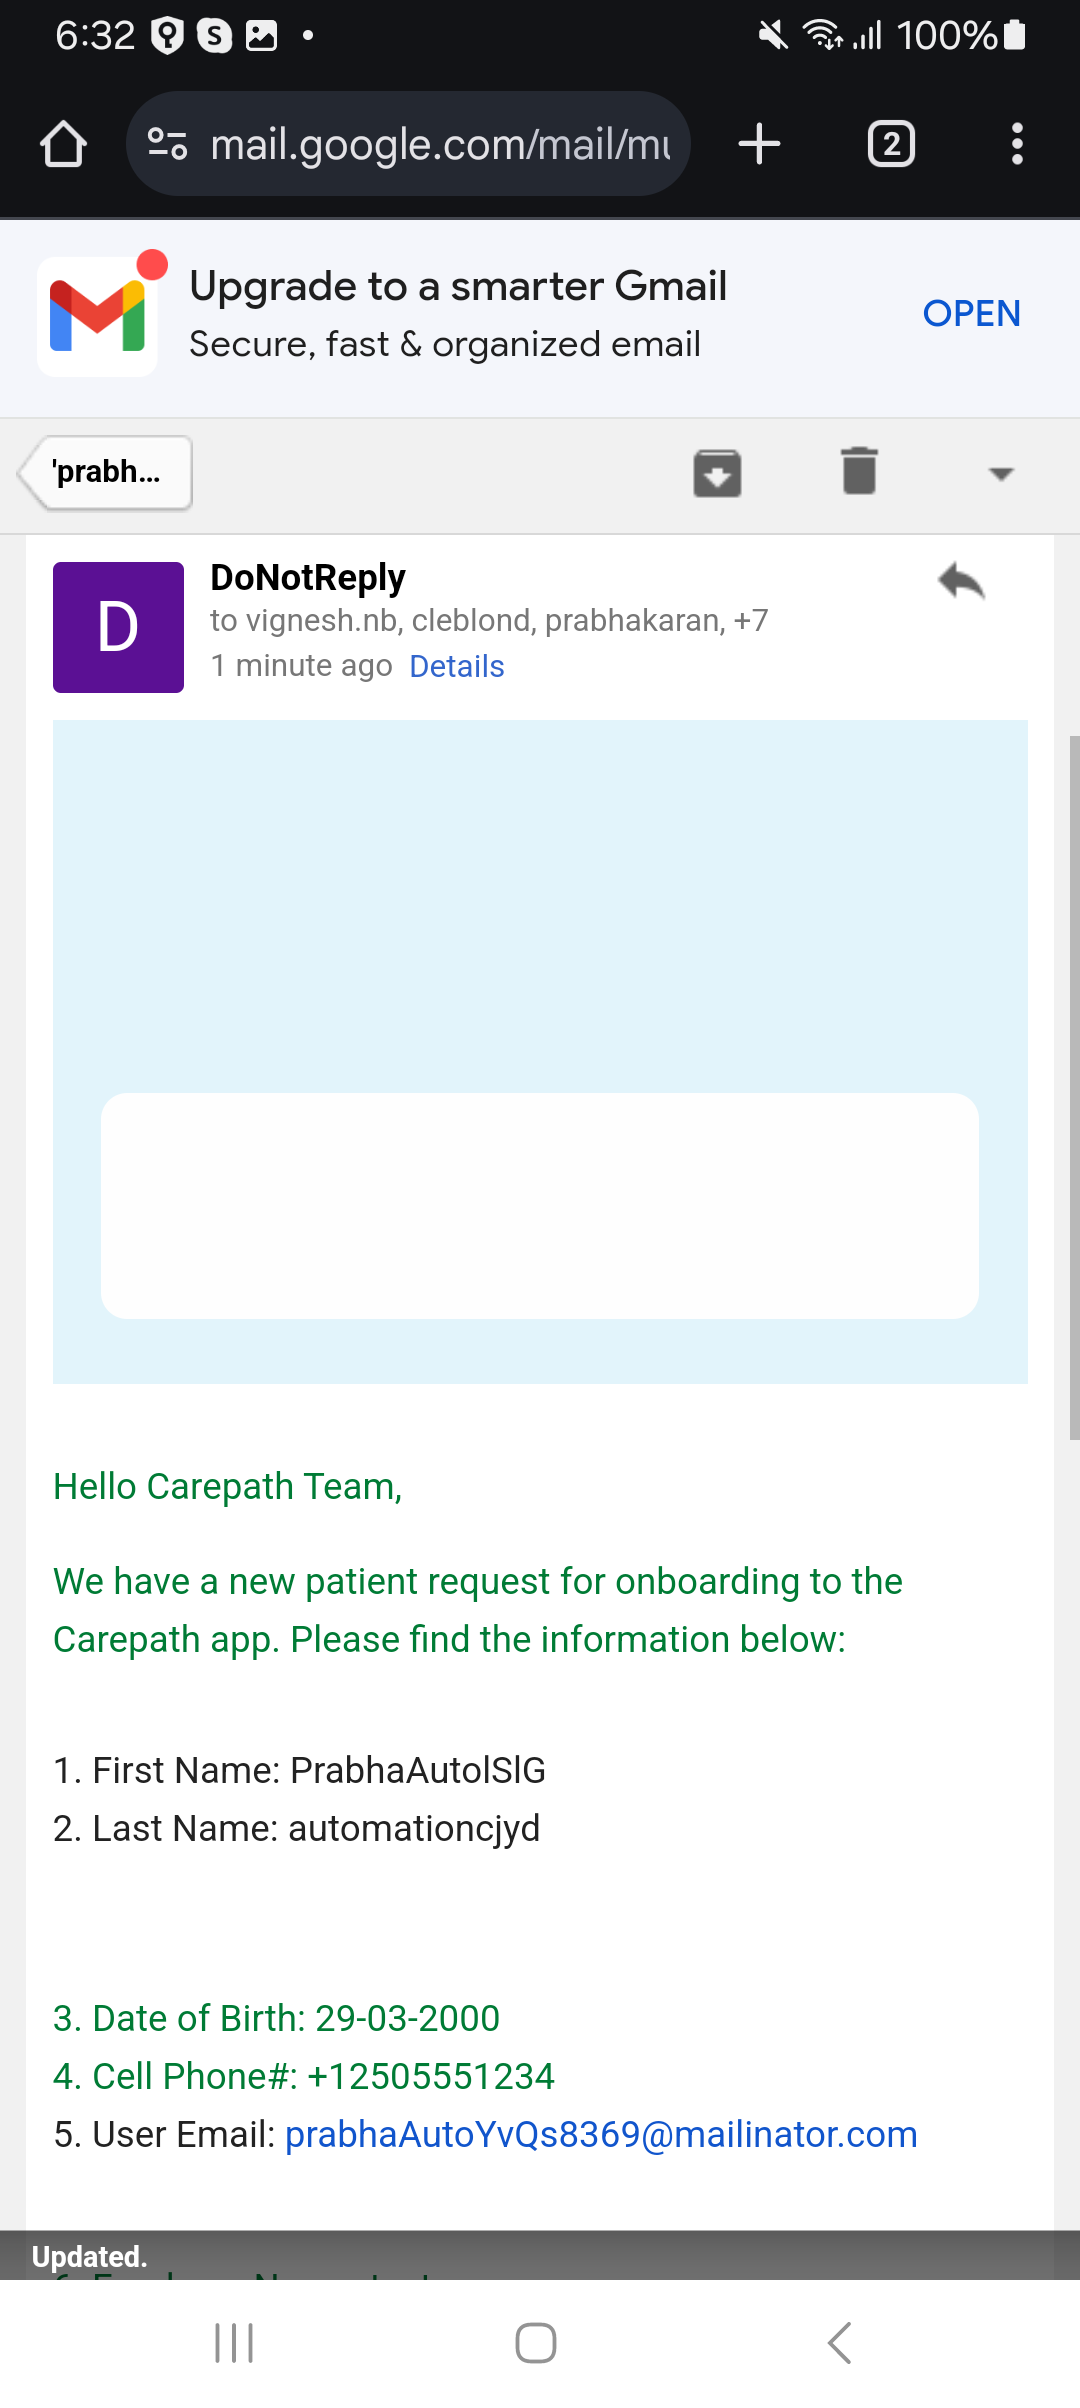 6:32
100%
mail.google.com/mail/mu
2
Upgrade to a smarter Gmail
Secure, fast & organized email
OPEN
'prabh...
D
DoNotReply
to vignesh.nb, cleblond, prabhakaran, +7
1 minute ago Details
Hello Carepath Team,
We have a new patient request for onboarding to the
Carepath app. Please find the information below:
1. First Name: PrabhaAutolSlG
2. Last Name: automationcjyd
3. Date of Birth: 29-03-2000
4. Cell Phone#: +12505551234
5. User Email: prabhaAutoYvQs8369@mailinator.com
Updated.